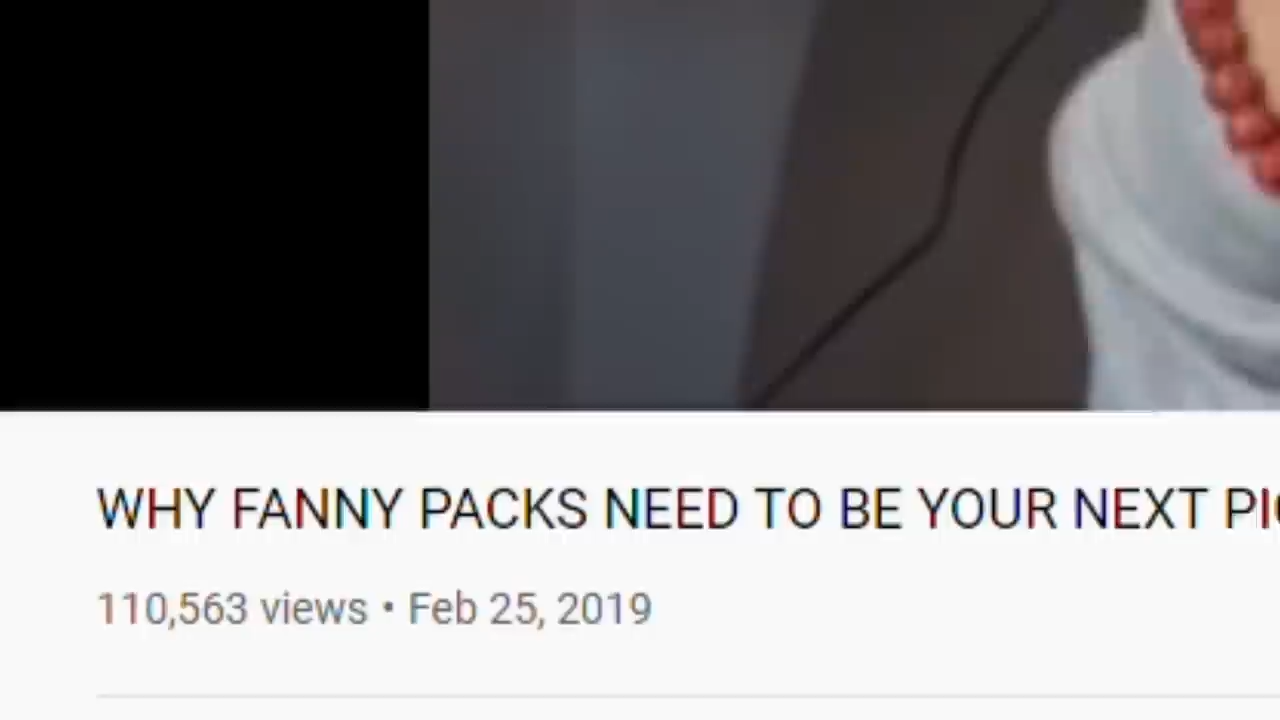 WHY FANNY PACKS NEED TO BE YOUR NEXT
110,563 views • Feb 25, 2019